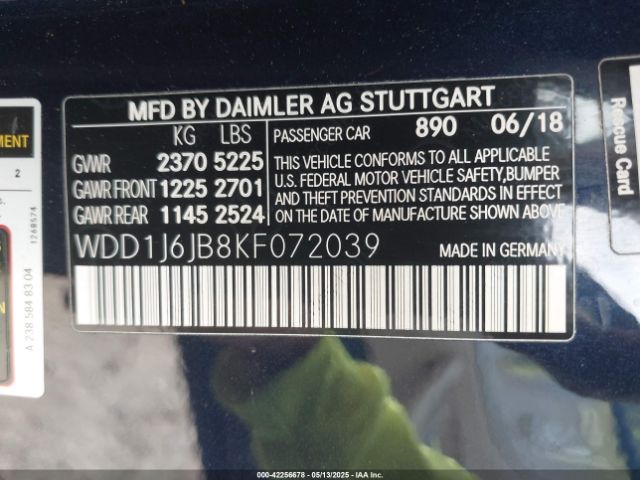 MFD BY DAIMLER AG STUTTGART
KG LBS
GVWR 2370 5225
GAWR FRONT 1225 2701
GAWR REAR 1145 2524
PASSENGER CAR 890 06/18
THIS VEHICLE CONFORMS TO ALL APPLICABLE
U.S. FEDERAL MOTOR VEHICLE SAFETY,BUMPER
AND THEFT PREVENTION STANDARDS IN EFFECT
ON THE DATE OF MANUFACTURE SHOWN ABOVE.
WDD1J6JB8KF072039
MADE IN GERMANY
2
1268574
A 238 584 83 04
Rescue Card
00-42256678 - 05/13/2025 - IAA Inc.